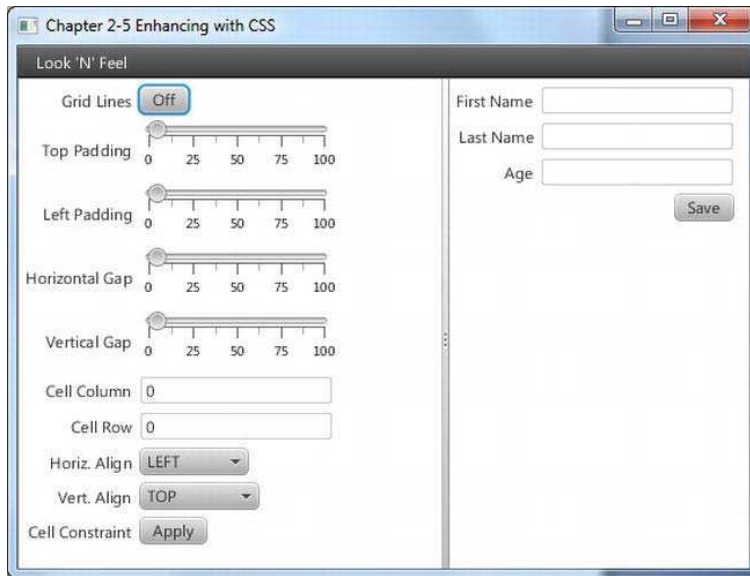 Chapter 2-5 Enhancing with CSS
Look 'N' Feel
Grid Lines Off
Top Padding
0 25 50 75 100
Left Padding
0 25 50 75 100
Horizontal Gap
0 25 50 75 100
Vertical Gap
0 25 50 75 100
Cell Column 0
Cell Row 0
Horiz. Align LEFT
Vert. Align TOP
Cell Constraint Apply
First Name
Last Name
Age
Save